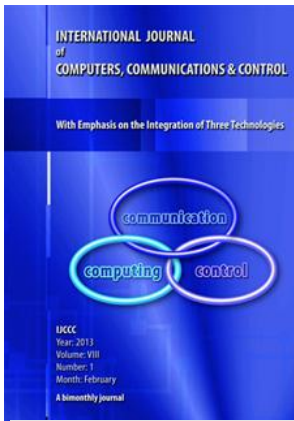 INTERNATIONAL JOURNAL
of
COMPUTERS, COMMUNICATIONS & CONTROL
With Emphasis on the Integration of Three Technologies
communication
computing
control
IJCCC
Year: 2013
Volume: VIII
Number: 1
Month: February
A bimonthly journal